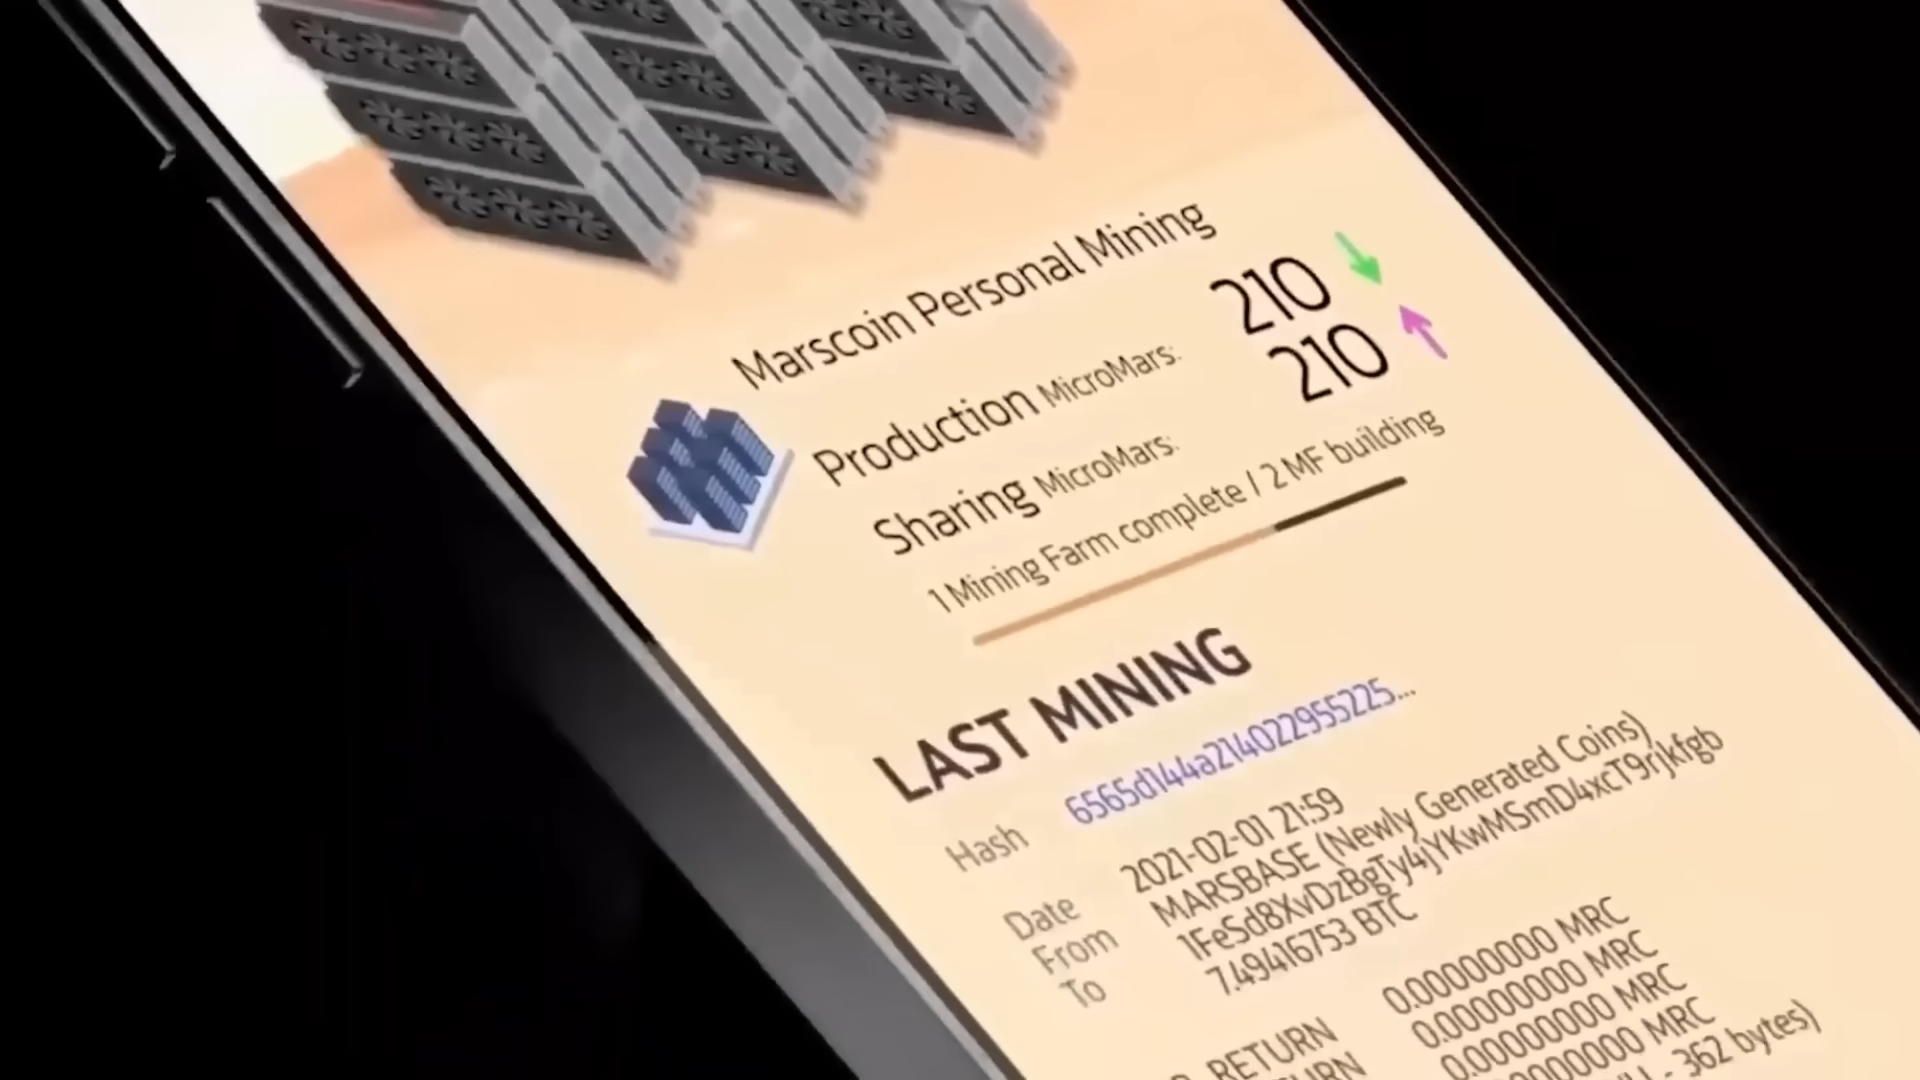 Marscoin Personal Mining
Production MicroMars: 210
Sharing MicroMars: 210
1 Mining Farm complete / 2 MF building
LAST MINING
Hash 6565d144a214022955225...
Date 2021-02-01 21:59
From MARSBASE (Newly Generated Coins)
To 1FeSd8XvDzBgTy4jYKwMSmD4xcT9rjkfgb
7.49416753 BTC
RETURN 0.00000000 MRC
0.00000000 MRC
0.00000000 MRC
MRC
- 362 bytes)